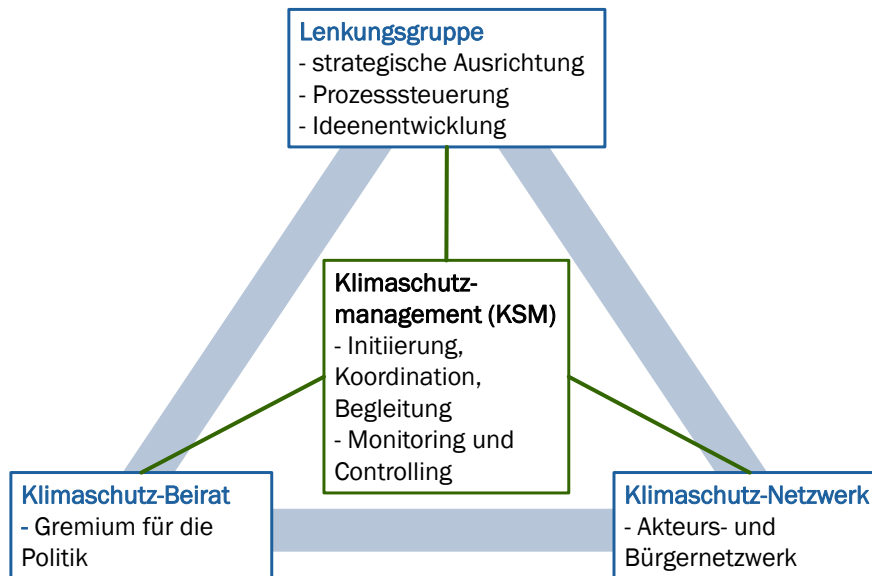 Lenkungsgruppe
- strategische Ausrichtung
- Prozesssteuerung
- Ideenentwicklung
Klimaschutz-
management (KSM)
- Initiierung,
Koordination,
Begleitung
- Monitoring und
Controlling
Klimaschutz-Beirat
- Gremium für die
Politik
Klimaschutz-Netzwerk
- Akteurs- und
Bürgernetzwerk